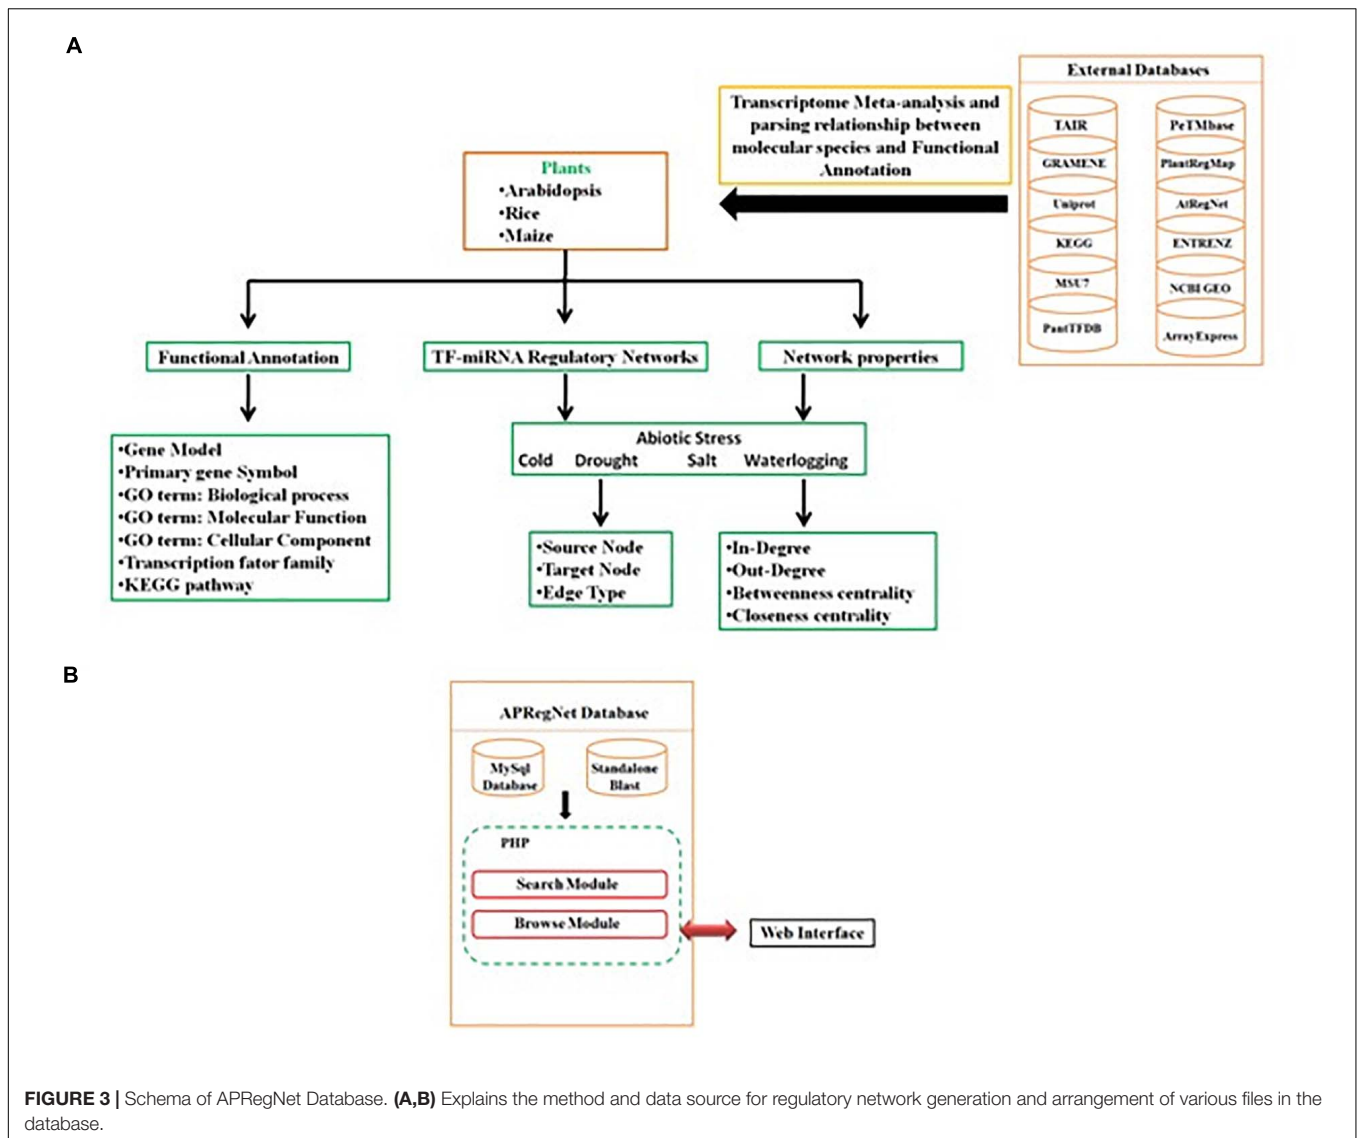 A
External Databases
TAIR
GRAMENE
Uniprot
KEGG
MSU7
PantTFDB
PeTMbase
PlantRegMap
AtRegNet
ENTRENZ
NCBI GEO
ArrayExpress
Transcriptome Meta-analysis and
parsing relationship between
molecular species and Functional
Annotation
Plants
•Arabidopsis
•Rice
•Maize
Functional Annotation
TF-miRNA Regulatory Networks
Network properties
•Gene Model
•Primary gene Symbol
•GO term: Biological process
•GO term: Molecular Function
•GO term: Cellular Component
•Transcription fator family
•KEGG pathway
Abiotic Stress
Cold Drought Salt Waterlogging
•Source Node
•Target Node
•Edge Type
•In-Degree
•Out-Degree
•Betweenness centrality
•Closeness centrality
B
APRegNet Database
MySql
Database
Standalone
Blast
PHP
Search Module
Browse Module
Web Interface
FIGURE 3 | Schema of APRegNet Database. (A,B) Explains the method and data source for regulatory network generation and arrangement of various files in the
database.